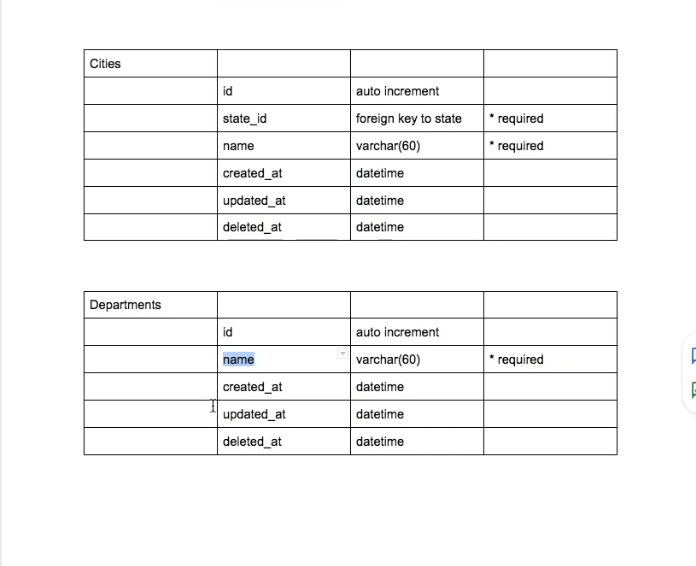 Cities
id auto increment
state_id foreign key to state * required
name varchar(60) * required
created_at datetime
updated_at datetime
deleted_at datetime
Departments
id auto increment
name varchar(60) * required
created_at datetime
updated_at datetime
deleted_at datetime